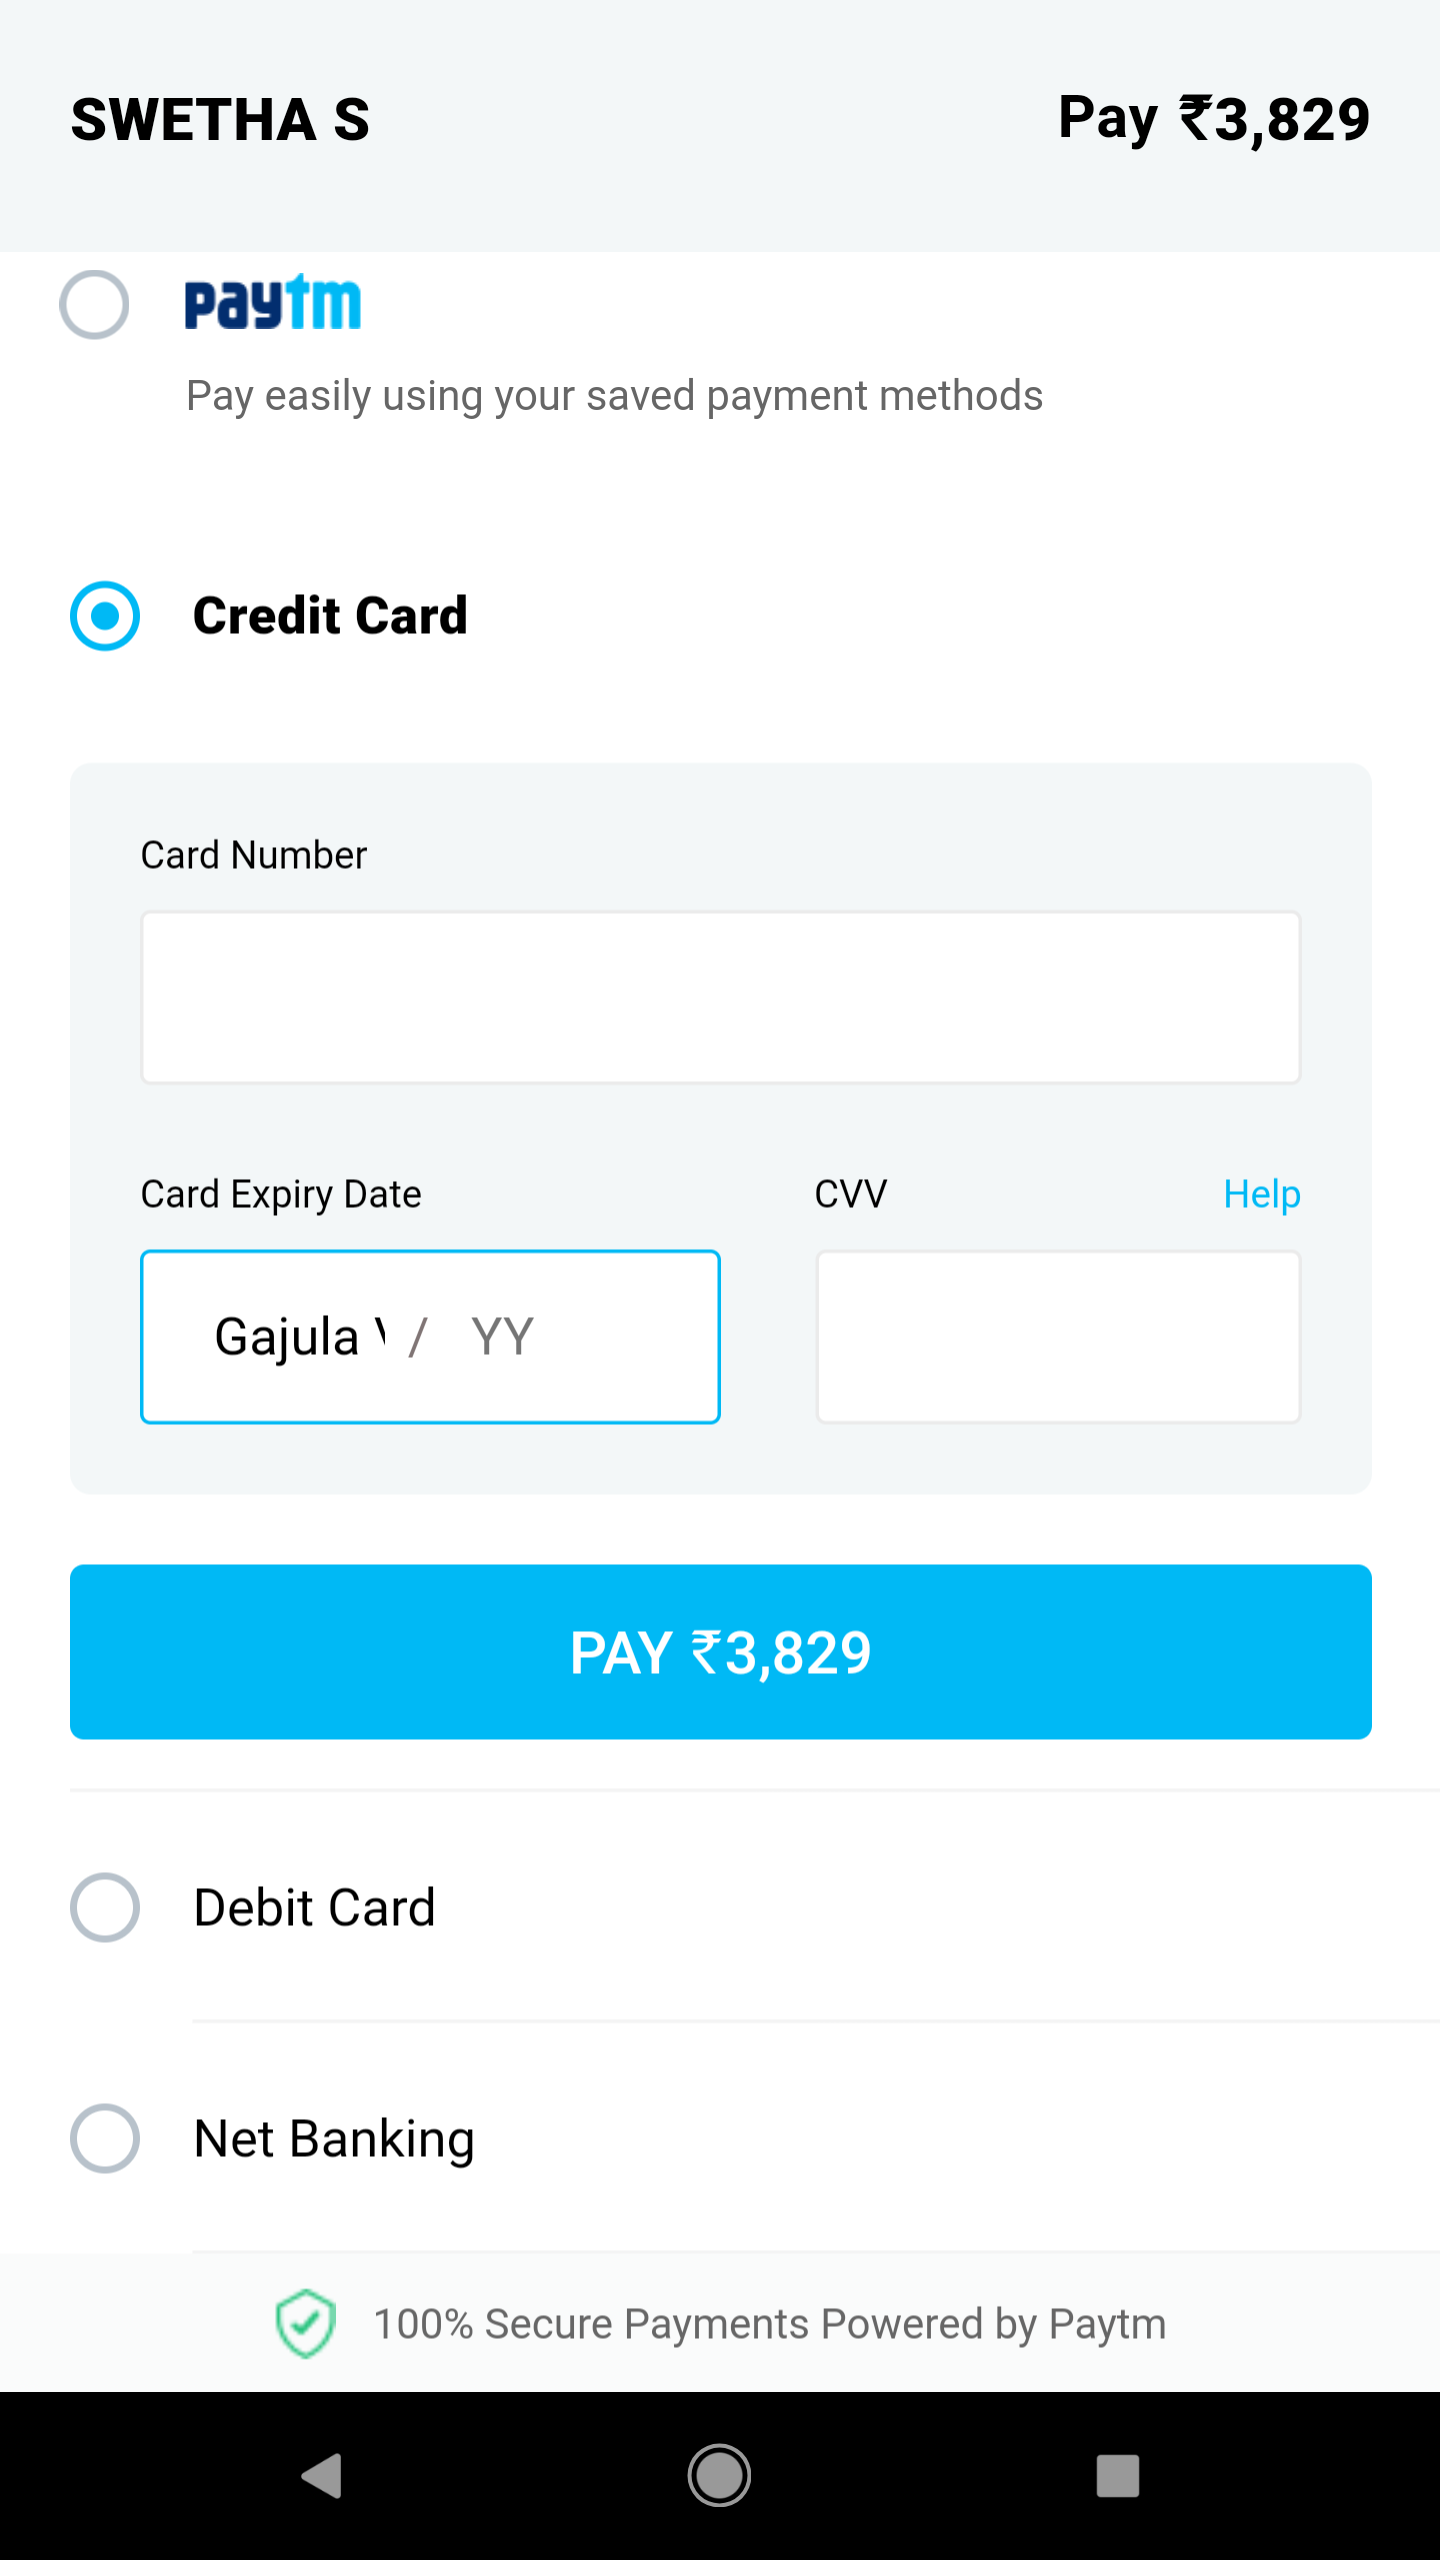 SWETHA S Pay ₹3,829
paytm
Pay easily using your saved payment methods
Credit Card
Card Number
Card Expiry Date CVV Help
Gajula / YY
PAY ₹3,829
Debit Card
Net Banking
100% Secure Payments Powered by Paytm